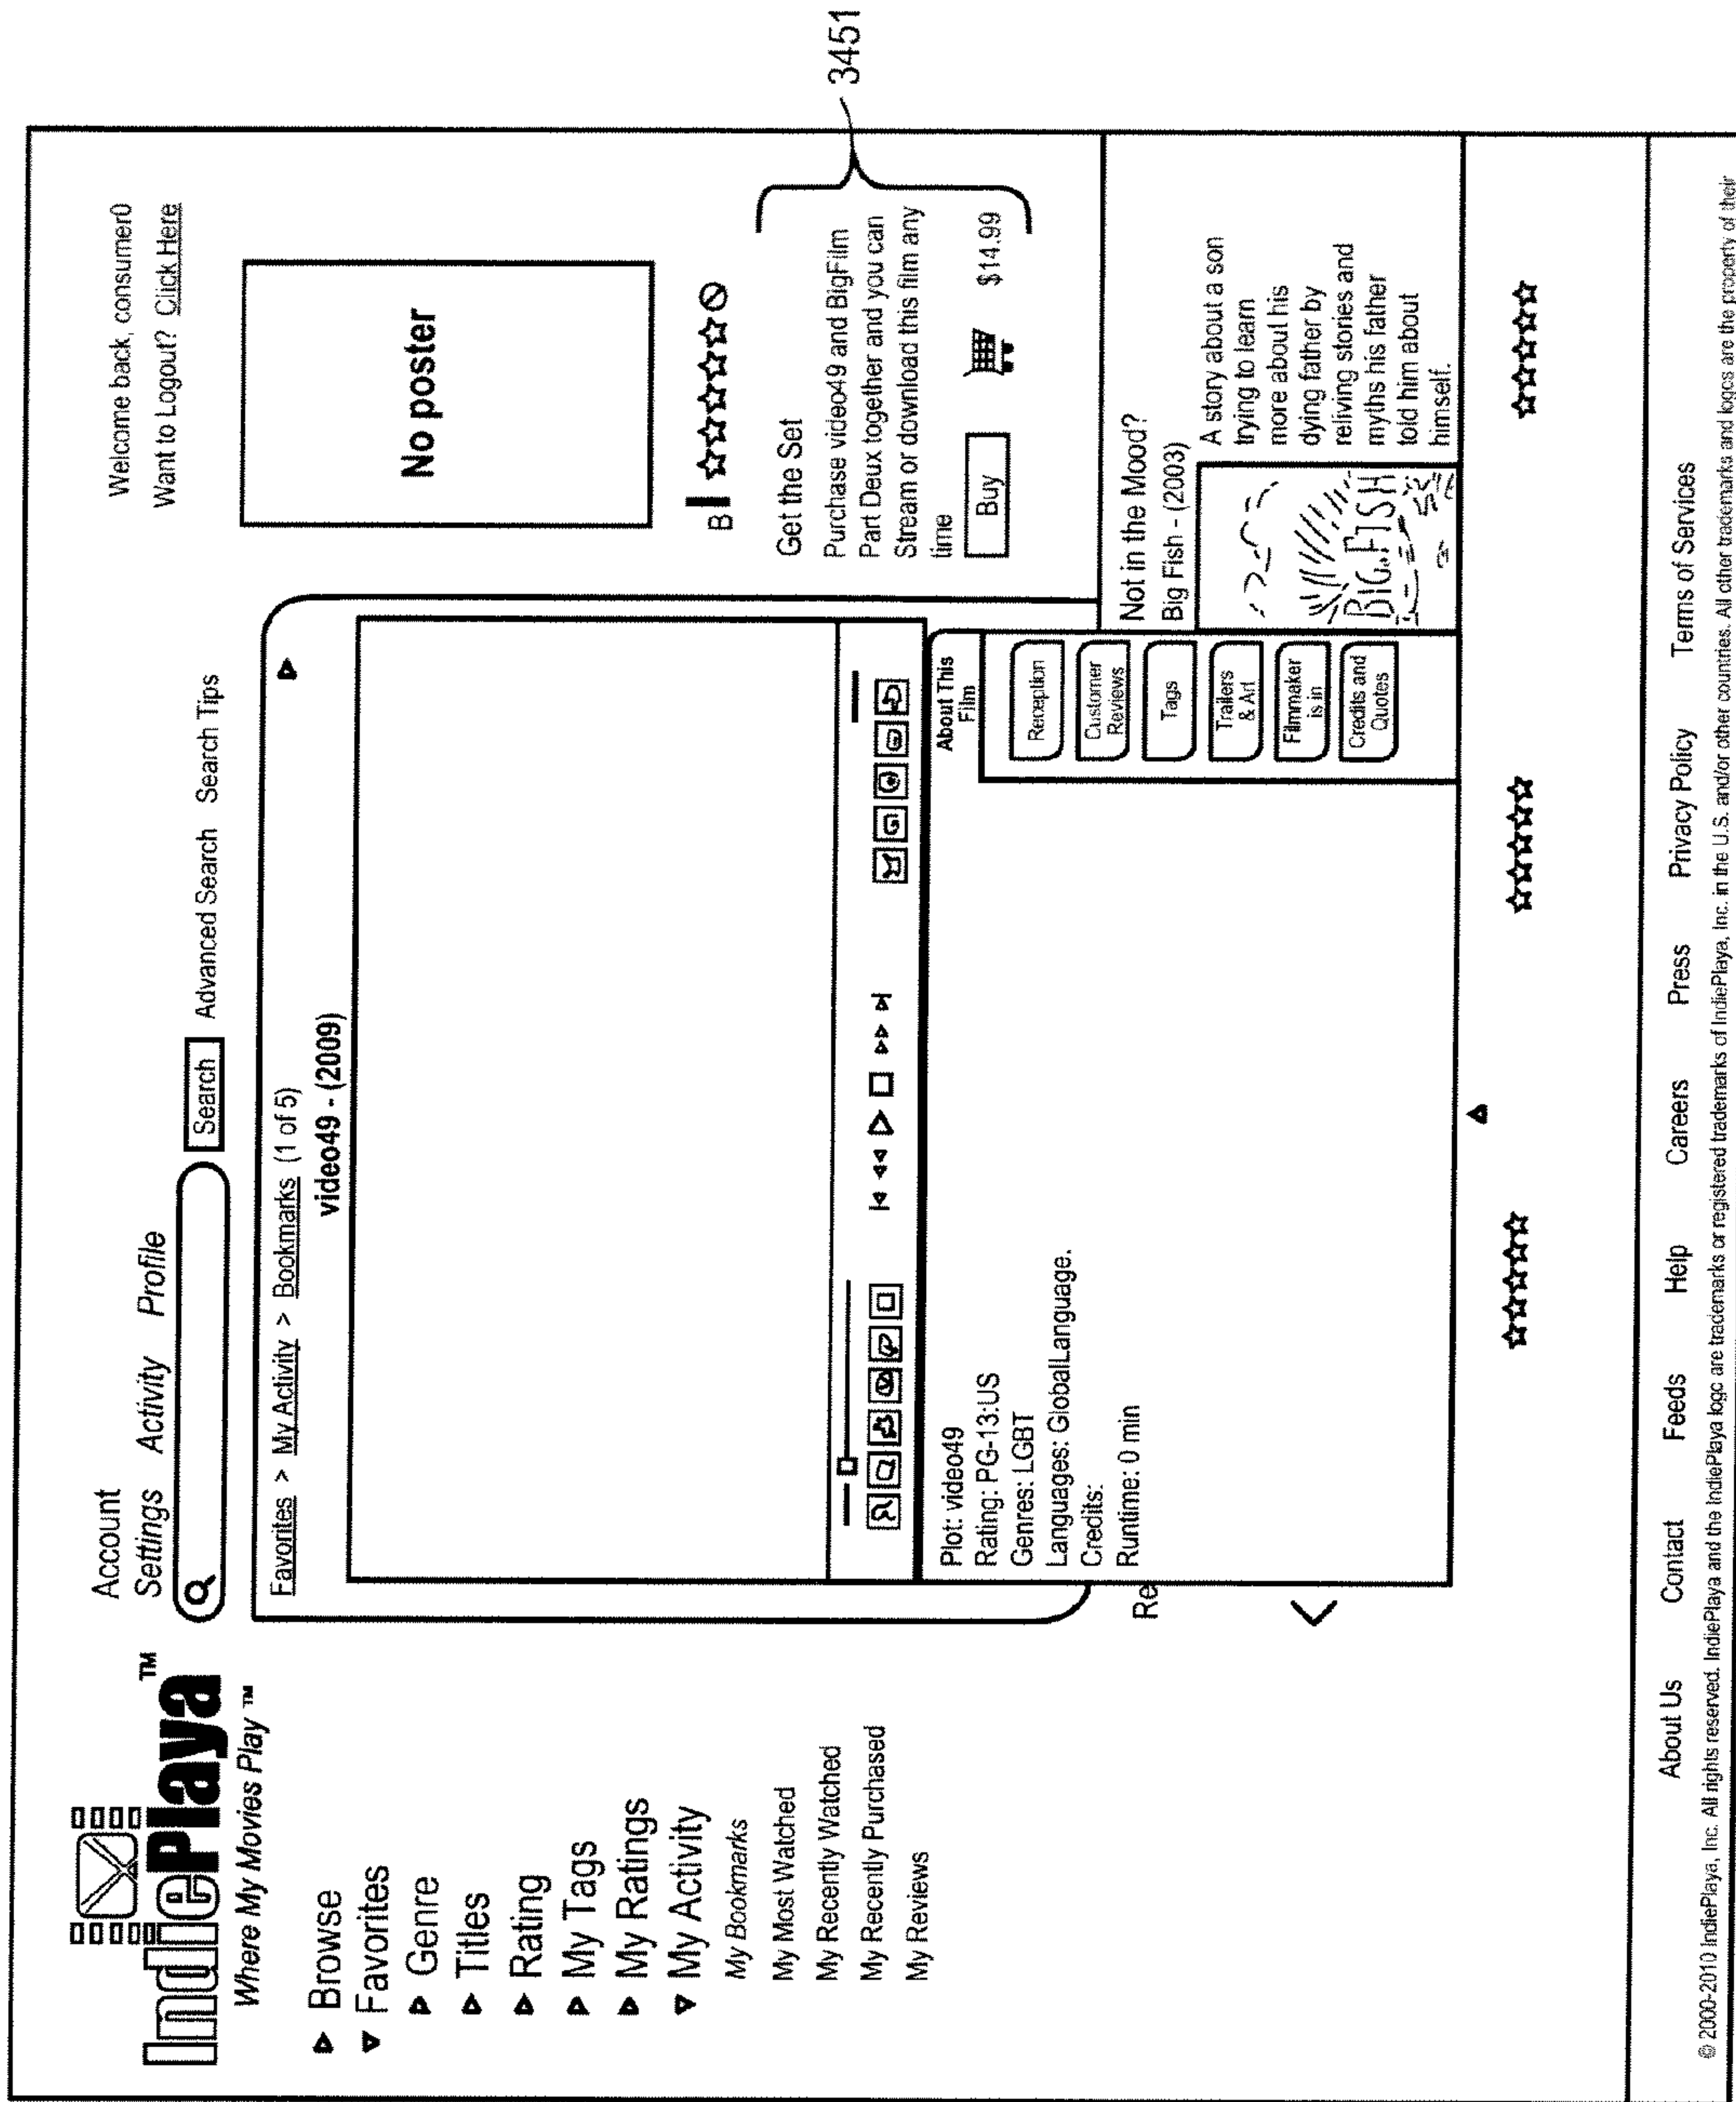 IndiePlaya™
Where My Movies Play™
Account
Settings Activity Profile
Search Advanced Search Search Tips
Welcome back, consumer0
Want to Logout? Click Here
Browse
Favorites
Genre
Titles
Rating
My Tags
My Ratings
My Activity
My Bookmarks
My Most Watched
My Recently Watched
My Recently Purchased
My Reviews
Favorites > My Activity > Bookmarks (1 of 5)
video49 - (2009)
Plot: video49
Rating: PG-13:US
Genres: LGBT
Languages: GlobalLanguage.
Credits:
Runtime: 0 min
Re
About This
Film
Reception
Customer
Reviews
Tags
Trailers
& Art
Filmmaker
is in
Credits and
Quotes
No poster
B
Get the Set
Purchase video49 and BigFilm
Part Deux together and you can
Stream or download this film any
time
Buy $14.99
3451
Not in the Mood?
Big Fish - (2003)
BIG FISH
A story about a son
trying to learn
more about his
dying father by
reliving stories and
myths his father
told him about
himself.
About Us Contact Feeds Help Careers Press Privacy Policy Terms of Services
© 2000-2010 IndiePlaya, Inc. All rights reserved. IndiePlaya and the IndiePlaya logo are trademarks or registered trademarks of IndiePlaya, Inc. in the U.S. and/or other countries. All other trademarks and logos are the property of their